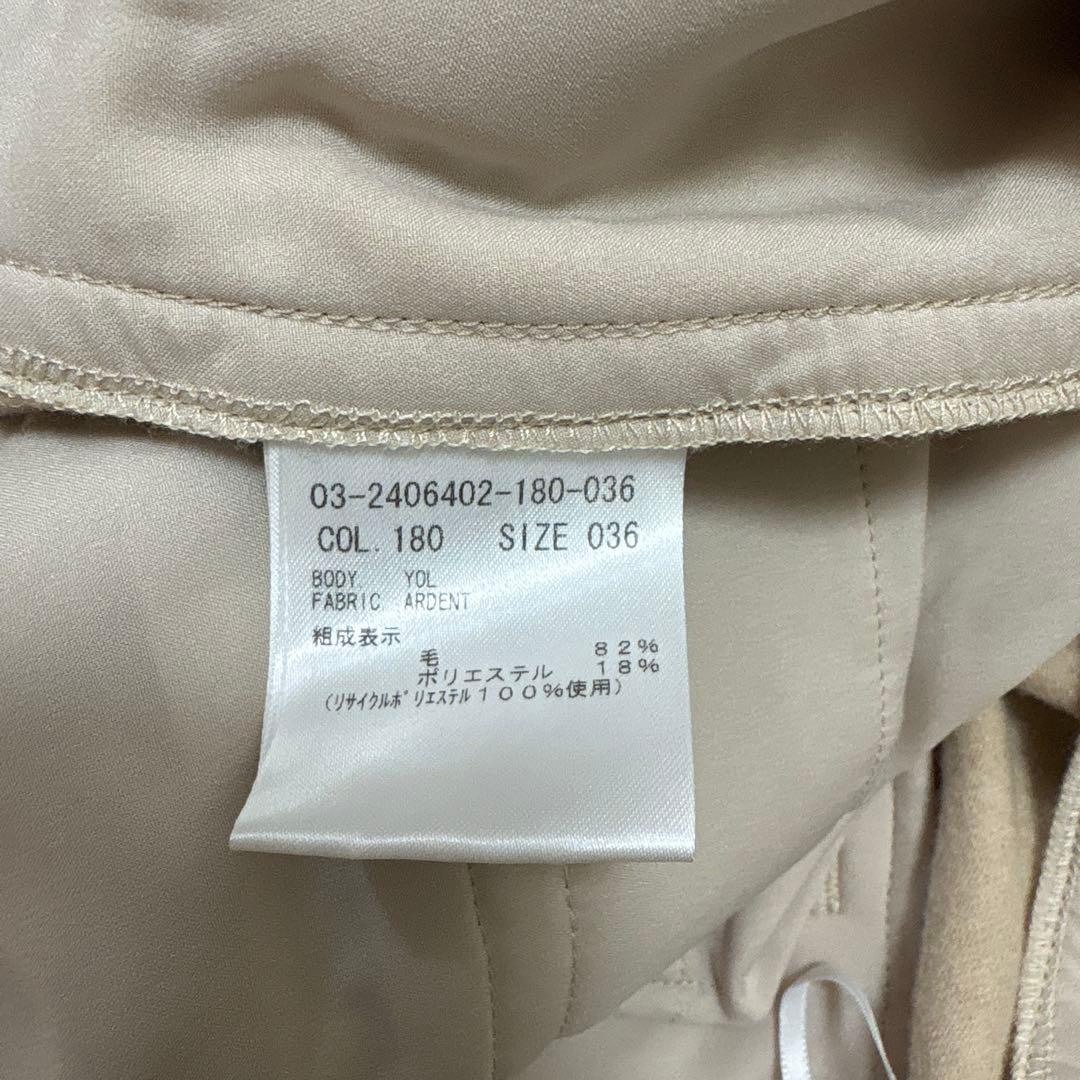 03-2406402-180-036
COL. 180 SIZE 036
BODY YOL
FABRIC ARDENT
組成表示
毛 82%
ポリエステル 18%
(リサイクルポリエステル100%使用)